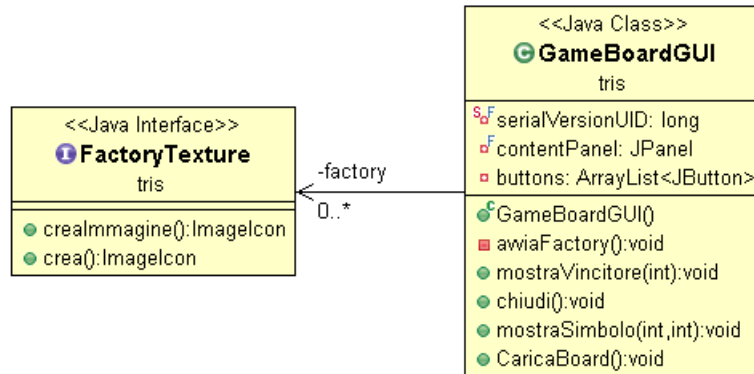 <<Java Interface>>
FactoryTexture
tris
creaImmagine():ImageIcon
crea():ImageIcon
-factory
0..*
<<Java Class>>
GameBoardGUI
tris
serialVersionUID: long
contentPanel: JPanel
buttons: ArrayList<JButton>
GameBoardGUI()
avviaFactory():void
mostraVincitore(int):void
chiudi():void
mostraSimbolo(int,int):void
CaricaBoard():void